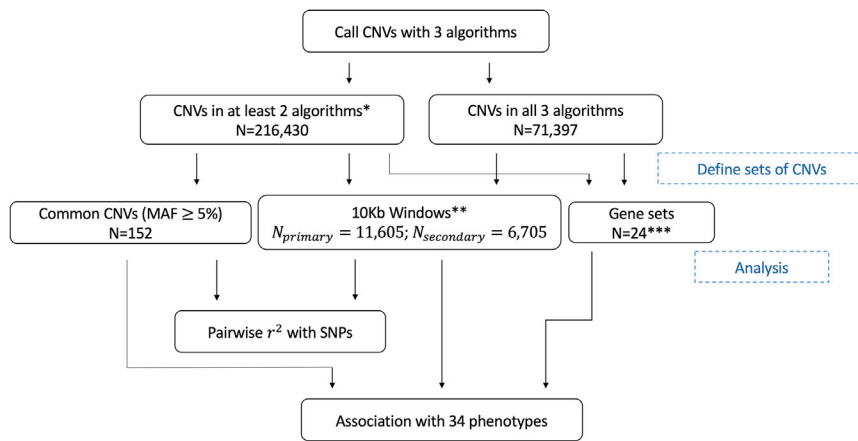 Call CNVs with 3 algorithms
CNVs in at least 2 algorithms*
N=216,430
CNVs in all 3 algorithms
N=71,397
Define sets of CNVs
Common CNVs (MAF ≥ 5%)
N=152
10Kb Windows**
N_primary = 11,605; N_secondary = 6,705
Gene sets
N=24***
Analysis
Pairwise r² with SNPs
Association with 34 phenotypes